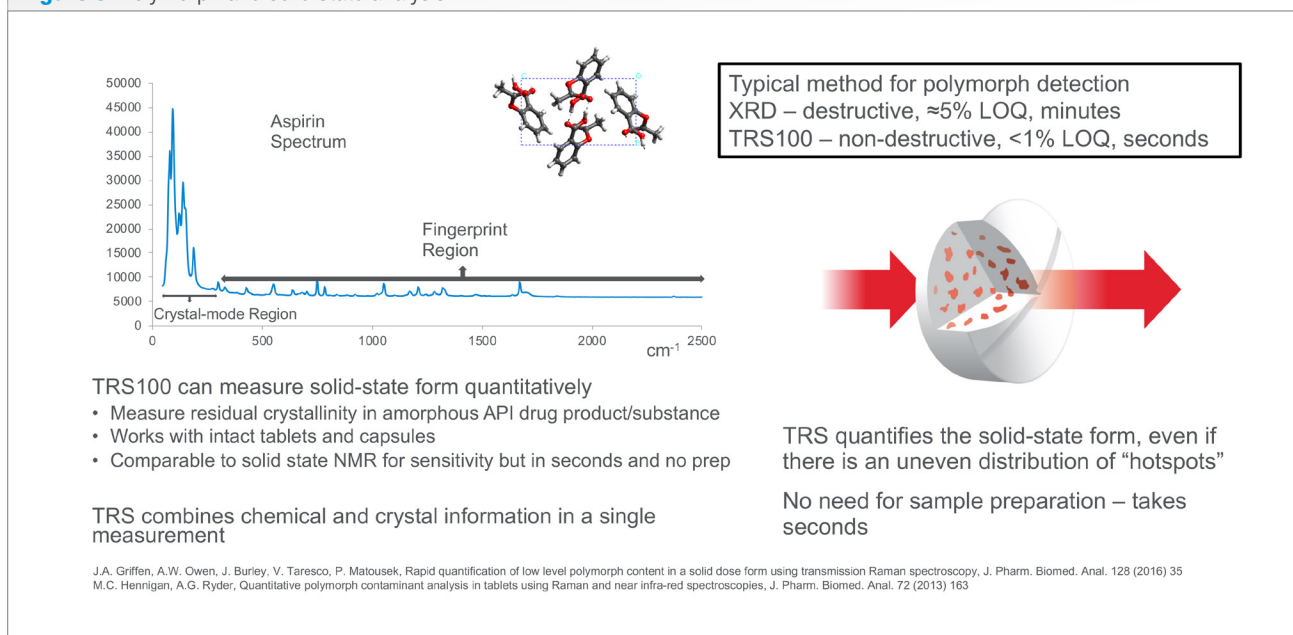 50000
45000
40000
35000
30000
25000
20000
15000
10000
5000
0
Aspirin
Spectrum
Fingerprint
Region
Crystal-mode Region
0 500 1000 1500 2000 2500
cm-1
Typical method for polymorph detection
XRD – destructive, ≈5% LOQ, minutes
TRS100 – non-destructive, <1% LOQ, seconds
TRS100 can measure solid-state form quantitatively
• Measure residual crystallinity in amorphous API drug product/substance
• Works with intact tablets and capsules
• Comparable to solid state NMR for sensitivity but in seconds and no prep
TRS combines chemical and crystal information in a single
measurement
TRS quantifies the solid-state form, even if
there is an uneven distribution of “hotspots”
No need for sample preparation – takes
seconds
J.A. Griffen, A.W. Owen, J. Burley, V. Taresco, P. Matousek, Rapid quantification of low level polymorph content in a solid dose form using transmission Raman spectroscopy, J. Pharm. Biomed. Anal. 128 (2016) 35
M.C. Hennigan, A.G. Ryder, Quantitative polymorph contaminant analysis in tablets using Raman and near infra-red spectroscopies, J. Pharm. Biomed. Anal. 72 (2013) 163